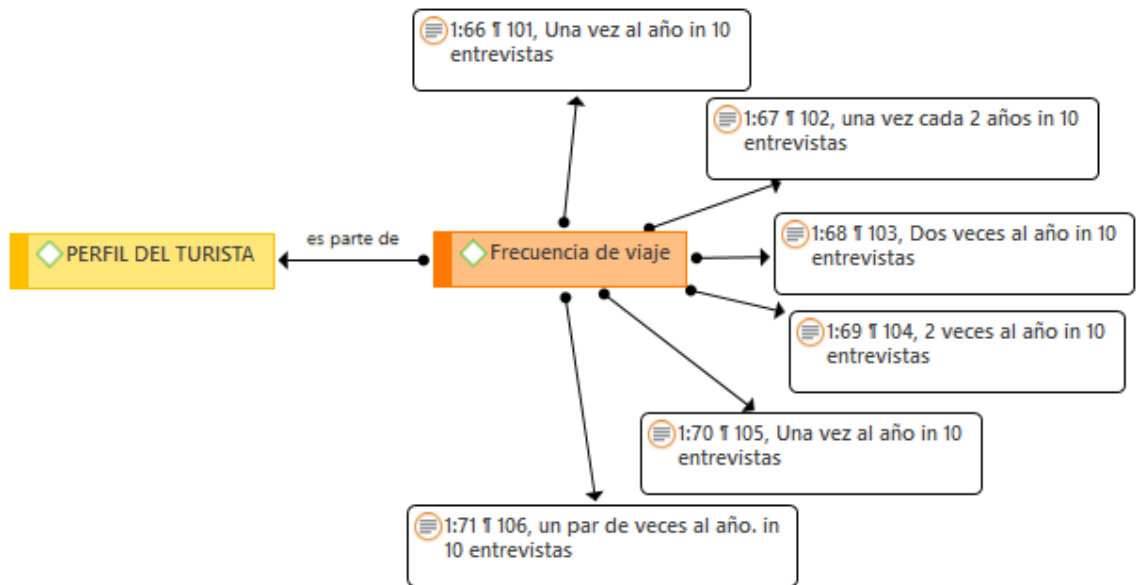 1:66 ¶ 101, Una vez al año in 10
entrevistas
1:67 ¶ 102, una vez cada 2 años in 10
entrevistas
PERFIL DEL TURISTA
es parte de
Frecuencia de viaje
1:68 ¶ 103, Dos veces al año in 10
entrevistas
1:69 ¶ 104, 2 veces al año in 10
entrevistas
1:70 ¶ 105, Una vez al año in 10
entrevistas
1:71 ¶ 106, un par de veces al año. in
10 entrevistas